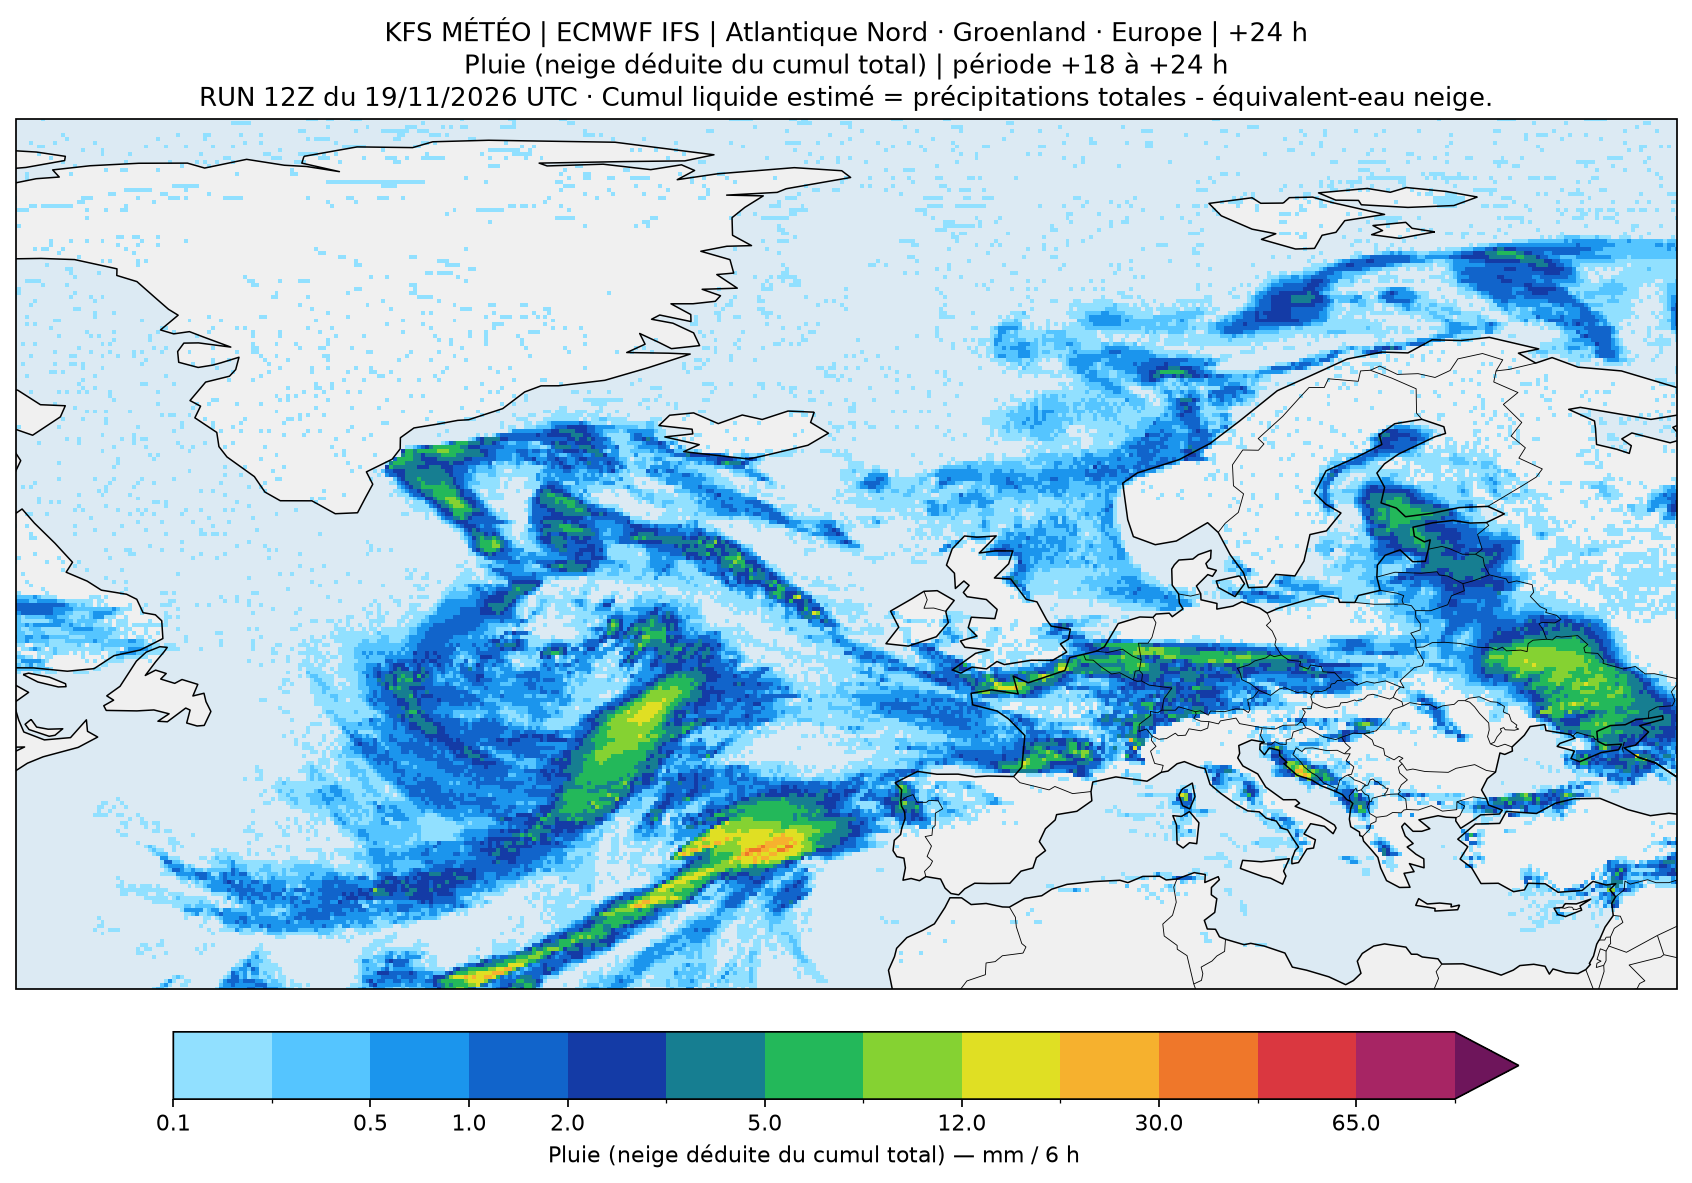 KFS MÉTÉO | ECMWF IFS | Atlantique Nord · Groenland · Europe | +24 h
Pluie (neige déduite du cumul total) | période +18 à +24 h
RUN 12Z du 19/11/2026 UTC · Cumul liquide estimé = précipitations totales - équivalent-eau neige.
0.1 0.5 1.0 2.0 5.0 12.0 30.0 65.0
Pluie (neige déduite du cumul total) — mm / 6 h